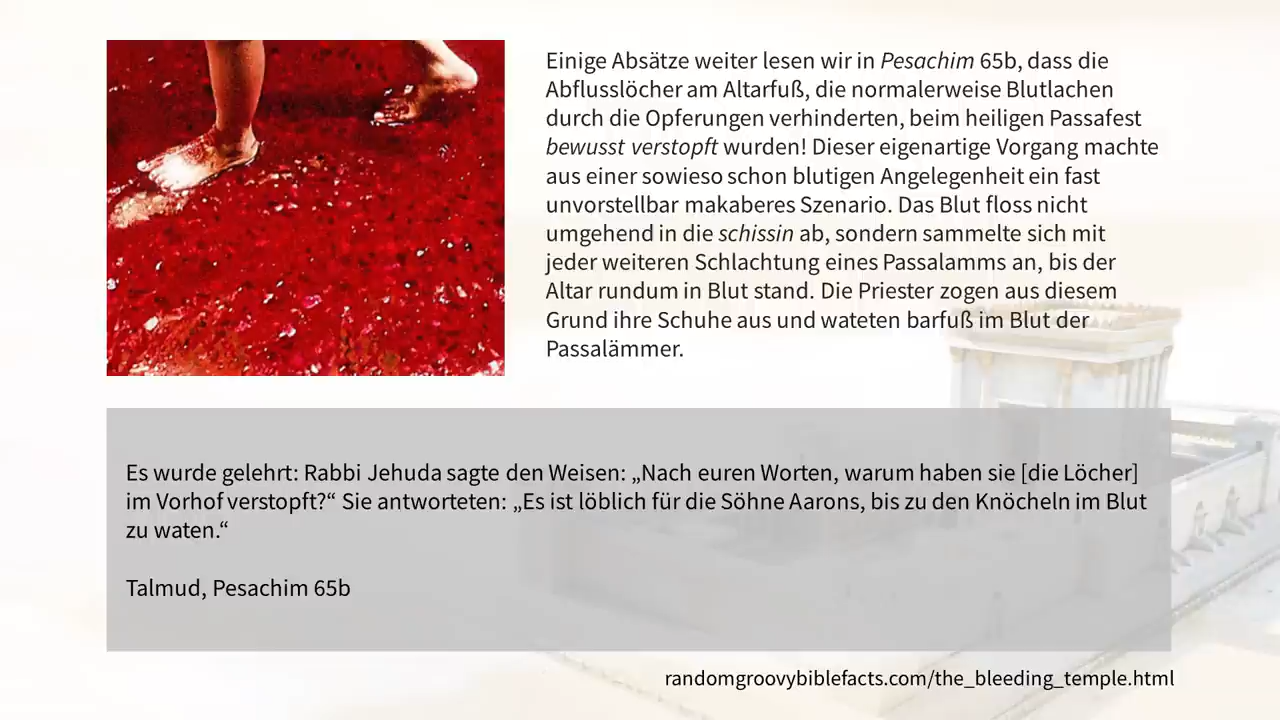 Einige Absätze weiter lesen wir in Pesachim 65b, dass die
Abflusslöcher am Altarfuß, die normalerweise Blutlachen
durch die Opferungen verhinderten, beim heiligen Passafest
bewusst verstopft wurden! Dieser eigenartige Vorgang machte
aus einer sowieso schon blutigen Angelegenheit ein fast
unvorstellbar makaberes Szenario. Das Blut floss nicht
umgehend in die schissin ab, sondern sammelte sich mit
jeder weiteren Schlachtung eines Passalamms an, bis der
Altar rundum in Blut stand. Die Priester zogen aus diesem
Grund ihre Schuhe aus und wateten barfuß im Blut der
Passalämmer.
Es wurde gelehrt: Rabbi Jehuda sagte den Weisen: „Nach euren Worten, warum haben sie [die Löcher]
im Vorhof verstopft?“ Sie antworteten: „Es ist löblich für die Söhne Aarons, bis zu den Knöcheln im Blut
zu waten.“
Talmud, Pesachim 65b
randomgroovybiblefacts.com/the_bleeding_temple.html